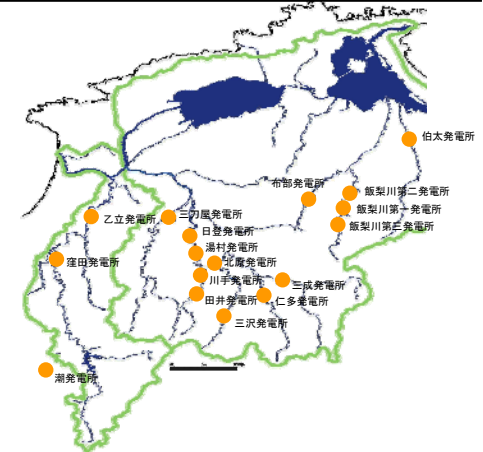 伯太発電所
布部発電所
飯梨川第二発電所
飯梨川第一発電所
飯梨川第三発電所
乙立発電所
三刀屋発電所
日登発電所
湯村発電所
北原発電所
窪田発電所
川手発電所
三成発電所
田井発電所
仁多発電所
三沢発電所
潮発電所